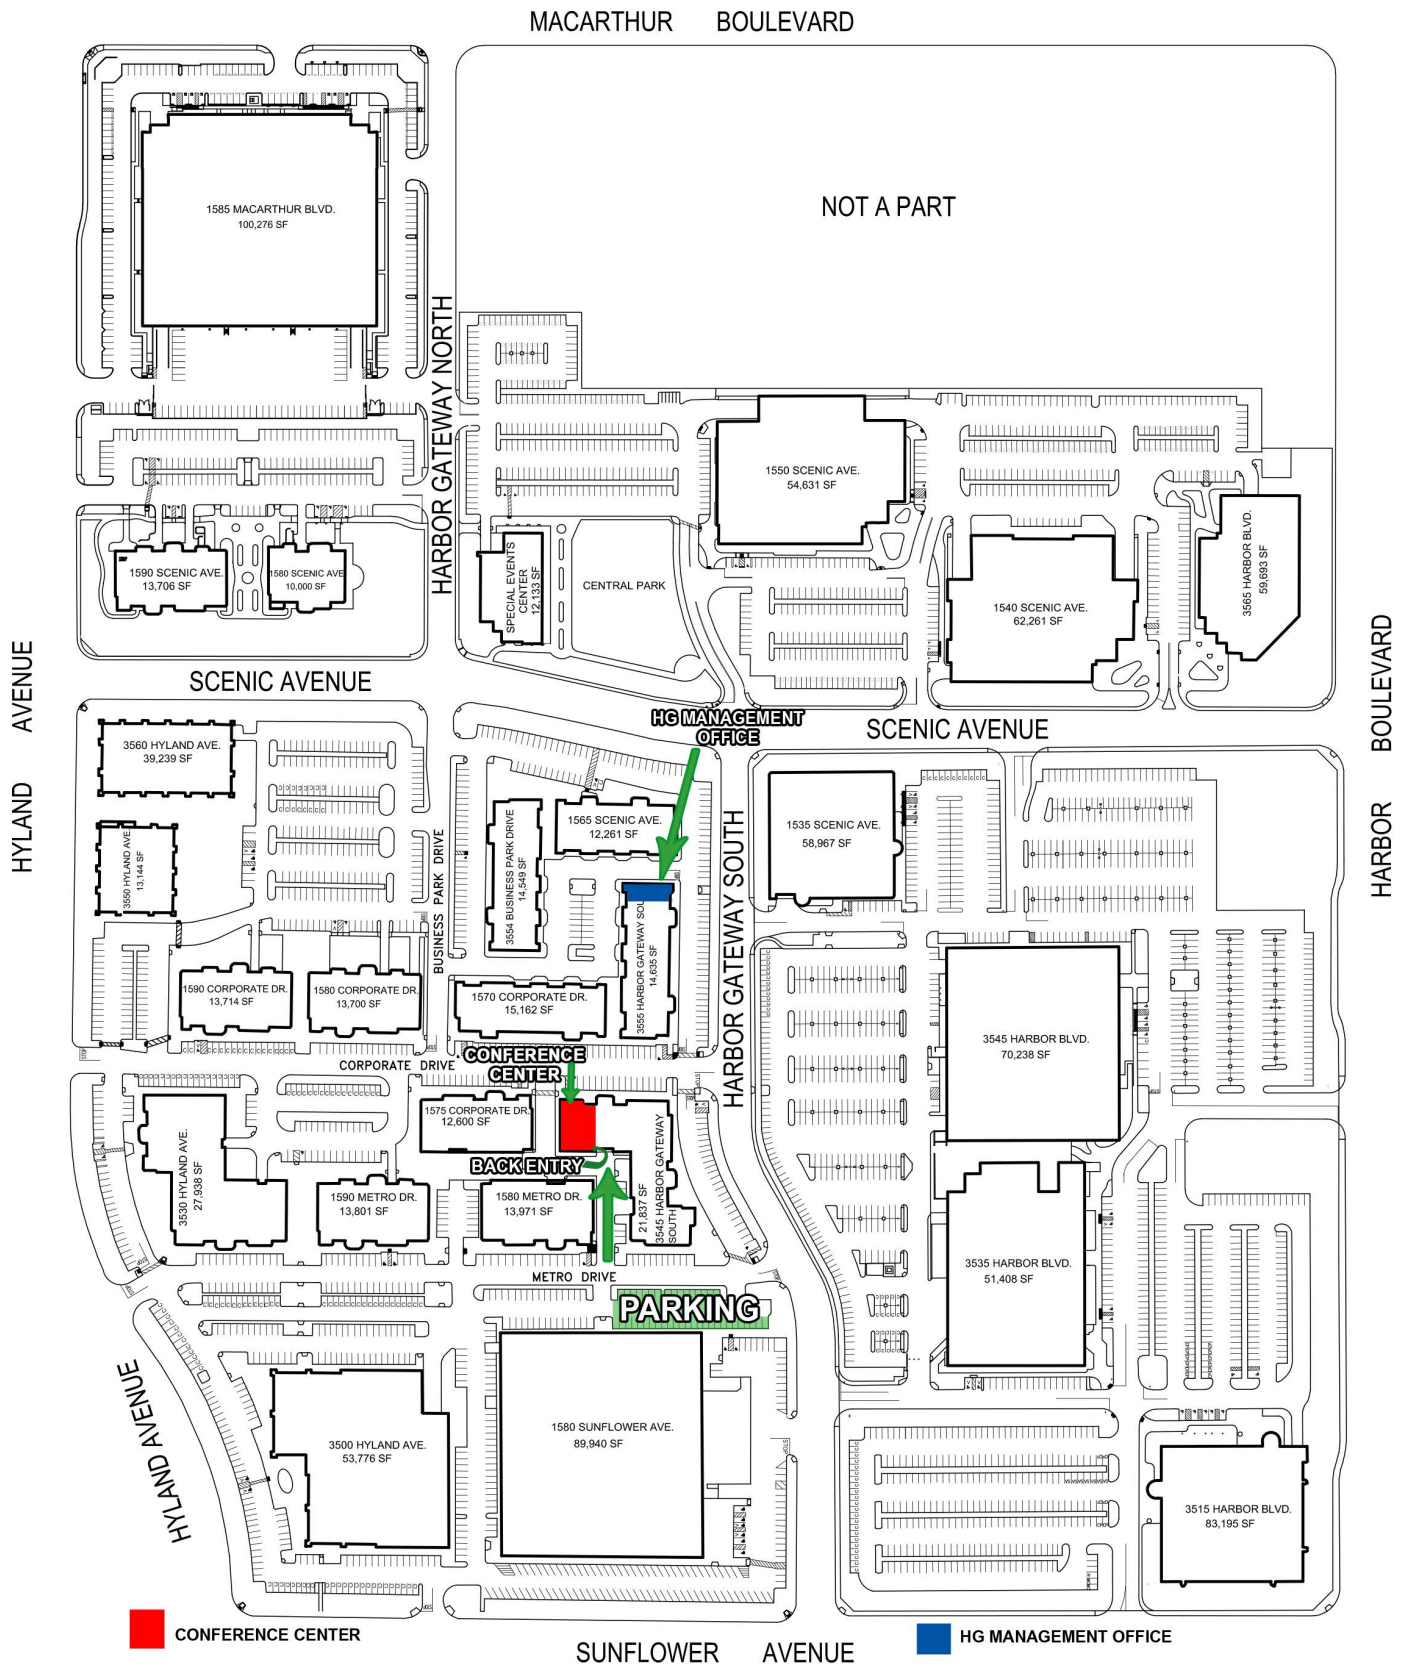 MACARTHUR BOULEVARD
1585 MACARTHUR BLVD.
100,276 SF
NOT A PART
HARBOR GATEWAY NORTH
1550 SCENIC AVE.
54,631 SF
1590 SCENIC AVE.
13,706 SF
1580 SCENIC AVE
10,000 SF
SPECIAL EVENTS
CENTER
12,133 SF
CENTRAL PARK
1540 SCENIC AVE.
62,261 SF
3565 HARBOR BLVD.
59,693 SF
HYLAND AVENUE
HARBOR BOULEVARD
SCENIC AVENUE
SCENIC AVENUE
HG MANAGEMENT
OFFICE
3560 HYLAND AVE.
39,239 SF
3550 HYLAND AVE.
13,144 SF
BUSINESS PARK DRIVE
3554 BUSINESS PARK DRIVE
14,549 SF
1565 SCENIC AVE.
12,261 SF
3555 HARBOR GATEWAY SOU
14,635 SF
HARBOR GATEWAY SOUTH
1535 SCENIC AVE.
58,967 SF
1590 CORPORATE DR.
13,714 SF
1580 CORPORATE DR.
13,700 SF
1570 CORPORATE DR.
15,162 SF
3545 HARBOR BLVD.
70,238 SF
CORPORATE DRIVE
CONFERENCE
CENTER
1575 CORPORATE DR.
12,600 SF
BACK ENTRY
3530 HYLAND AVE.
27,938 SF
1590 METRO DR.
13,801 SF
1580 METRO DR.
13,971 SF
21,837 SF
3545 HARBOR GATEWAY
SOUTH
3535 HARBOR BLVD.
51,408 SF
METRO DRIVE
PARKING
HYLAND AVENUE
3500 HYLAND AVE.
53,776 SF
1580 SUNFLOWER AVE.
89,940 SF
3515 HARBOR BLVD.
83,195 SF
CONFERENCE CENTER
HG MANAGEMENT OFFICE
SUNFLOWER AVENUE